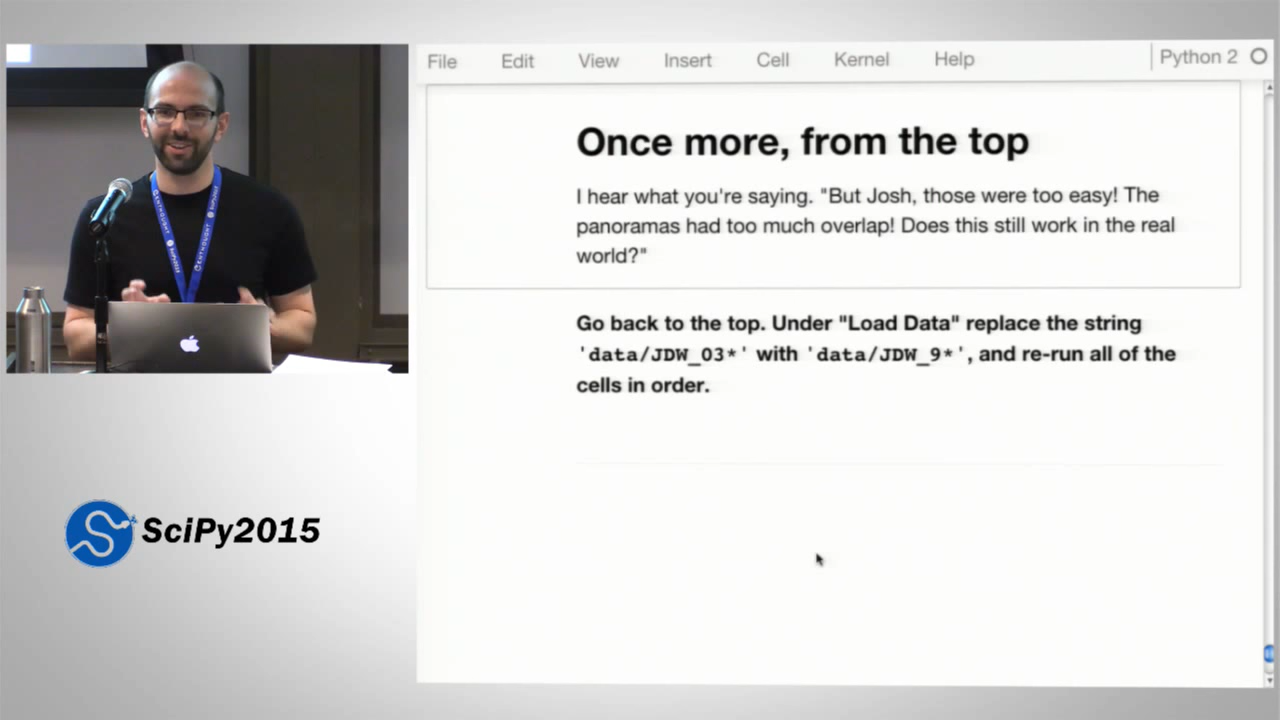 File Edit View Insert Cell Kernel Help Python 2
Once more, from the top
I hear what you're saying. "But Josh, those were too easy! The
panoramas had too much overlap! Does this still work in the real
world?"
Go back to the top. Under "Load Data" replace the string
'data/JDW_03*' with 'data/JDW_9*', and re-run all of the
cells in order.
ENTHOUGHT
SciPy2015